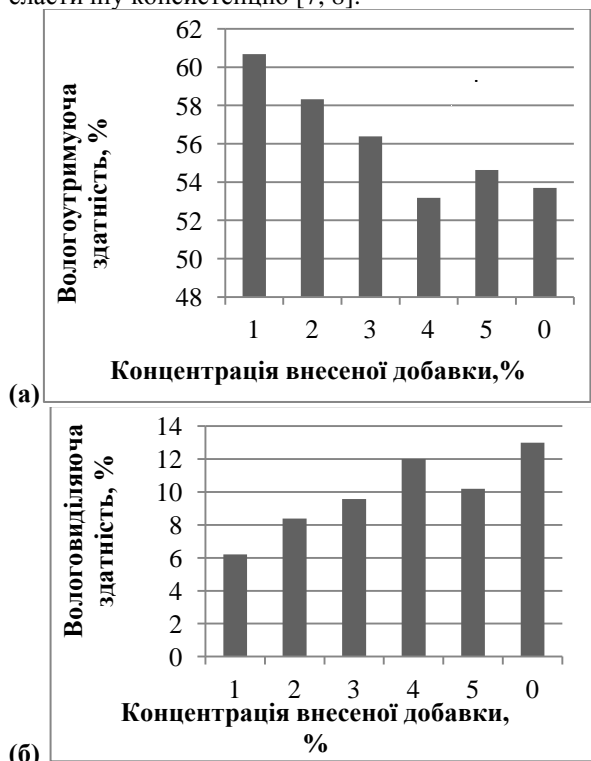 еластичну консистенцію [7, 8].
62
60
58
56
54
52
50
48
Вологоутримуюча
здатність, %
1 2 3 4 5 0
Концентрація внесеної добавки,%
(а)
14
12
10
8
6
4
2
0
Вологовиділяюча
здатність, %
1 2 3 4 5 0
Концентрація внесеної добавки,
%
(б)